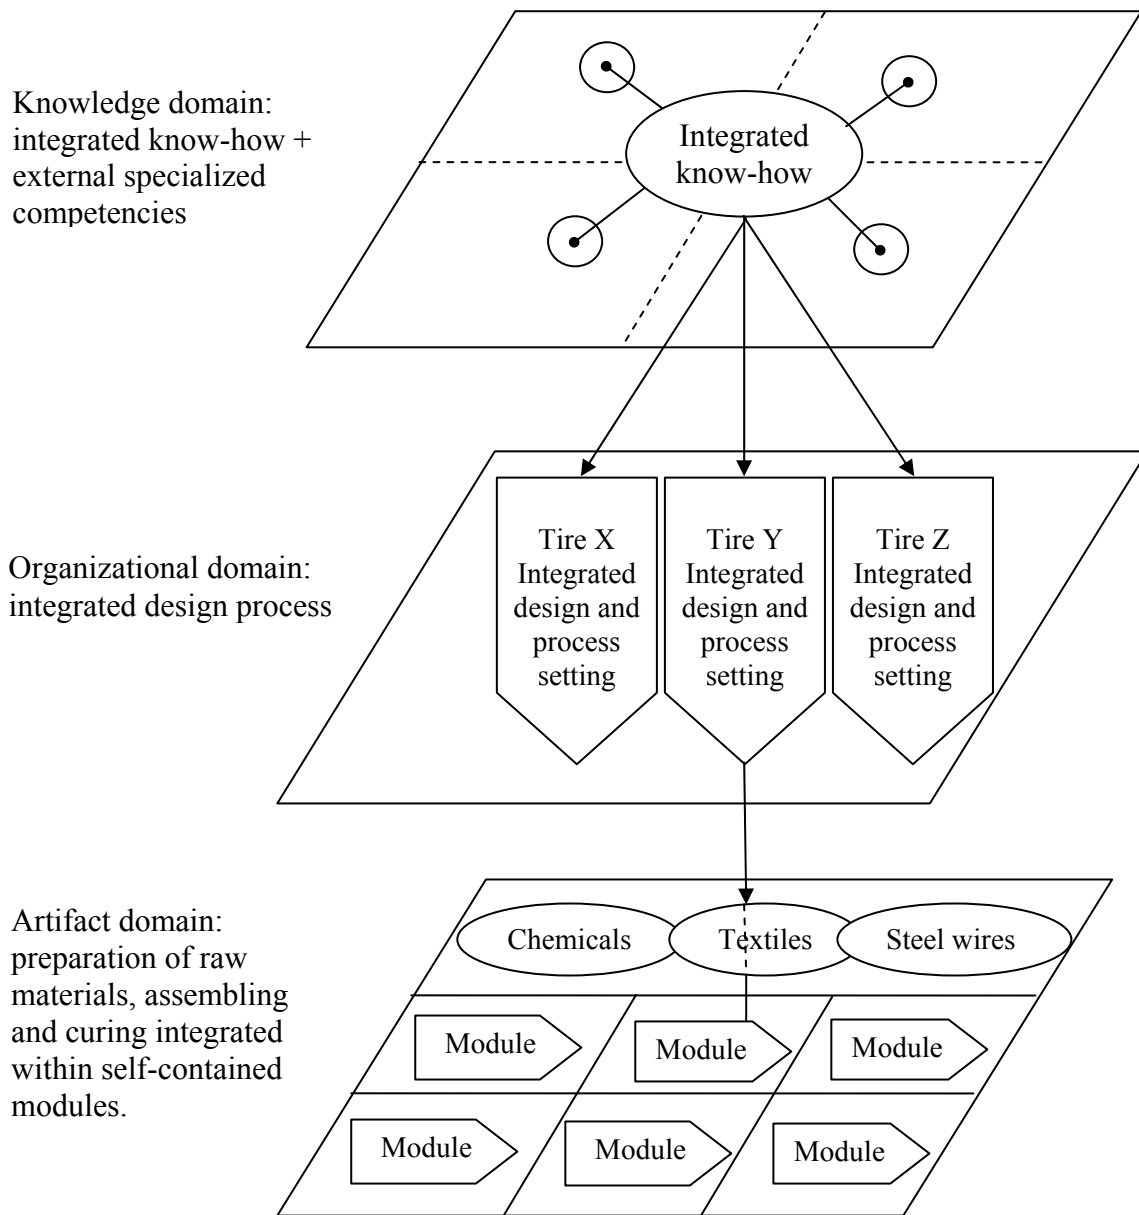 Knowledge domain:
integrated know-how +
external specialized
competencies
Integrated
know-how
Organizational domain:
integrated design process
Tire X
Integrated
design and
process
setting
Tire Y
Integrated
design and
process
setting
Tire Z
Integrated
design and
process
setting
Artifact domain:
preparation of raw
materials, assembling
and curing integrated
within self-contained
modules.
Chemicals
Textiles
Steel wires
Module
Module
Module
Module
Module
Module